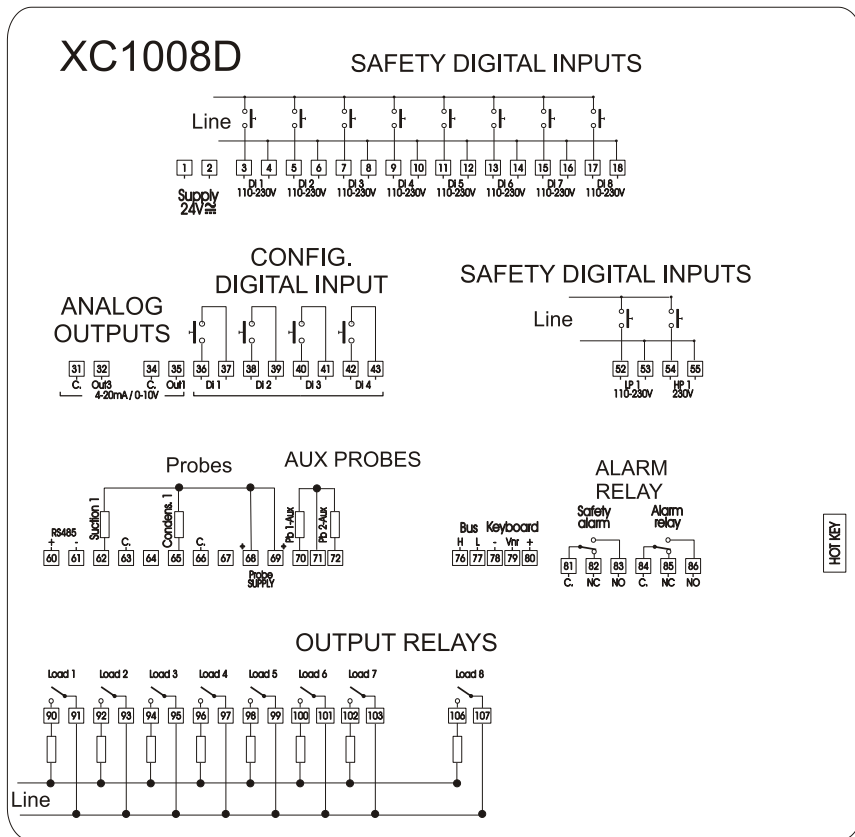 XC1008D
SAFETY DIGITAL INPUTS
Line
1 2 3 4 5 6 7 8 9 10 11 12 13 14 15 16 17 18
Supply
24V
DI 1 DI 2 DI 3 DI 4 DI 5 DI 6 DI 7 DI 8
110-230V 110-230V 110-230V 110-230V 110-230V 110-230V 110-230V 110-230V
CONFIG.
DIGITAL INPUT
ANALOG
OUTPUTS
31 32 34 35 36 37 38 39 40 41 42 43
C. Out3 C. Out1 DI 1 DI 2 DI 3 DI 4
4-20mA / 0-10V
SAFETY DIGITAL INPUTS
Line
52 53 54 55
LP 1 HP 1
110-230V 230V
Probes
AUX PROBES
RS485
+ -
Suction 1
C.
Condens. 1
C.
+ +
Pb 1-Aux
Pb 2-Aux
60 61 62 63 64 65 66 67 68 69 70 71 72
Probe
SUPPLY
Bus Keyboard
H L - Vnr +
76 77 78 79 80
ALARM
RELAY
Safety
alarm
Alarm
relay
81 82 83 84 85 86
C. NC NO C. NC NO
HOT KEY
OUTPUT RELAYS
Load 1 Load 2 Load 3 Load 4 Load 5 Load 6 Load 7 Load 8
90 91 92 93 94 95 96 97 98 99 100 101 102 103 106 107
Line